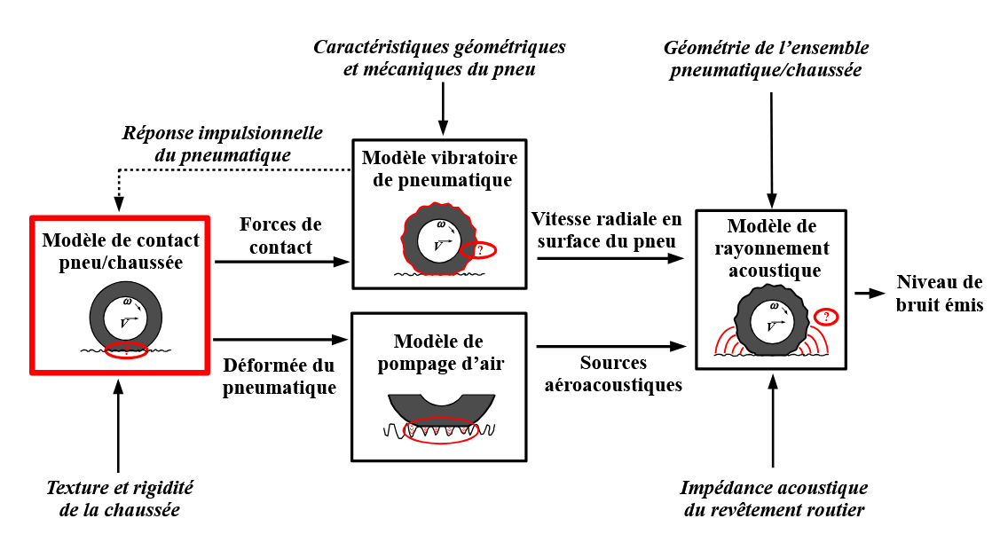 Caractéristiques géométriques
et mécaniques du pneu
Géométrie de l'ensemble
pneumatique/chaussée
Réponse impulsionnelle
du pneumatique
Modèle vibratoire
de pneumatique
ω
V
?
Modèle de contact
pneu/chaussée
ω
V
Forces de
contact
Vitesse radiale en
surface du pneu
Modèle de
rayonnement
acoustique
ω
V
?
Niveau de
bruit émis
Déformée du
pneumatique
Modèle de
pompage d'air
Sources
aéroacoustiques
Texture et rigidité
de la chaussée
Impédance acoustique
du revêtement routier